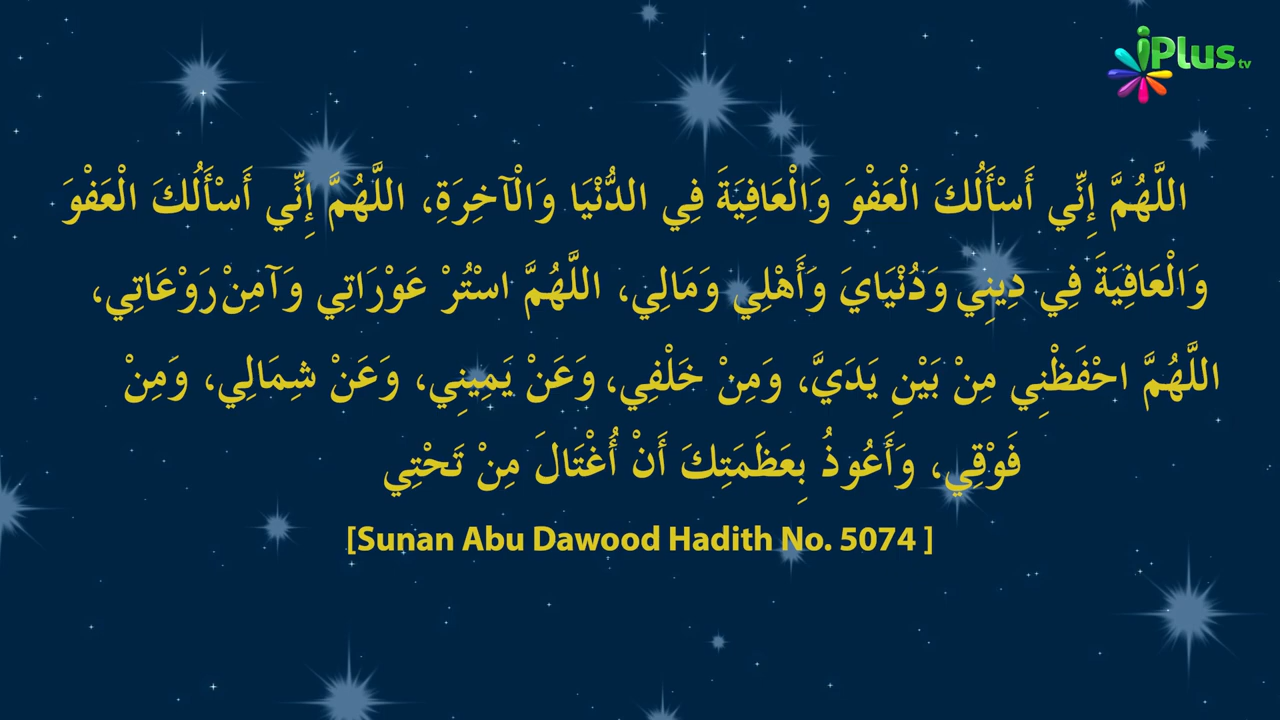 iPlus tv
اللَّهُمَّ إِنِّي أَسْأَلُكَ الْعَفْوَ وَالْعَافِيَةَ فِي الدُّنْيَا وَالْآخِرَةِ، اللَّهُمَّ إِنِّي أَسْأَلُكَ الْعَفْوَ
وَالْعَافِيَةَ فِي دِينِي وَدُنْيَايَ وَأَهْلِي وَمَالِي، اللَّهُمَّ اسْتُرْ عَوْرَاتِي وَآمِنْ رَوْعَاتِي،
اللَّهُمَّ احْفَظْنِي مِنْ بَيْنِ يَدَيَّ، وَمِنْ خَلْفِي، وَعَنْ يَمِينِي، وَعَنْ شِمَالِي، وَمِنْ
فَوْقِي، وَأَعُوذُ بِعَظَمَتِكَ أَنْ أُغْتَالَ مِنْ تَحْتِي
[Sunan Abu Dawood Hadith No. 5074 ]